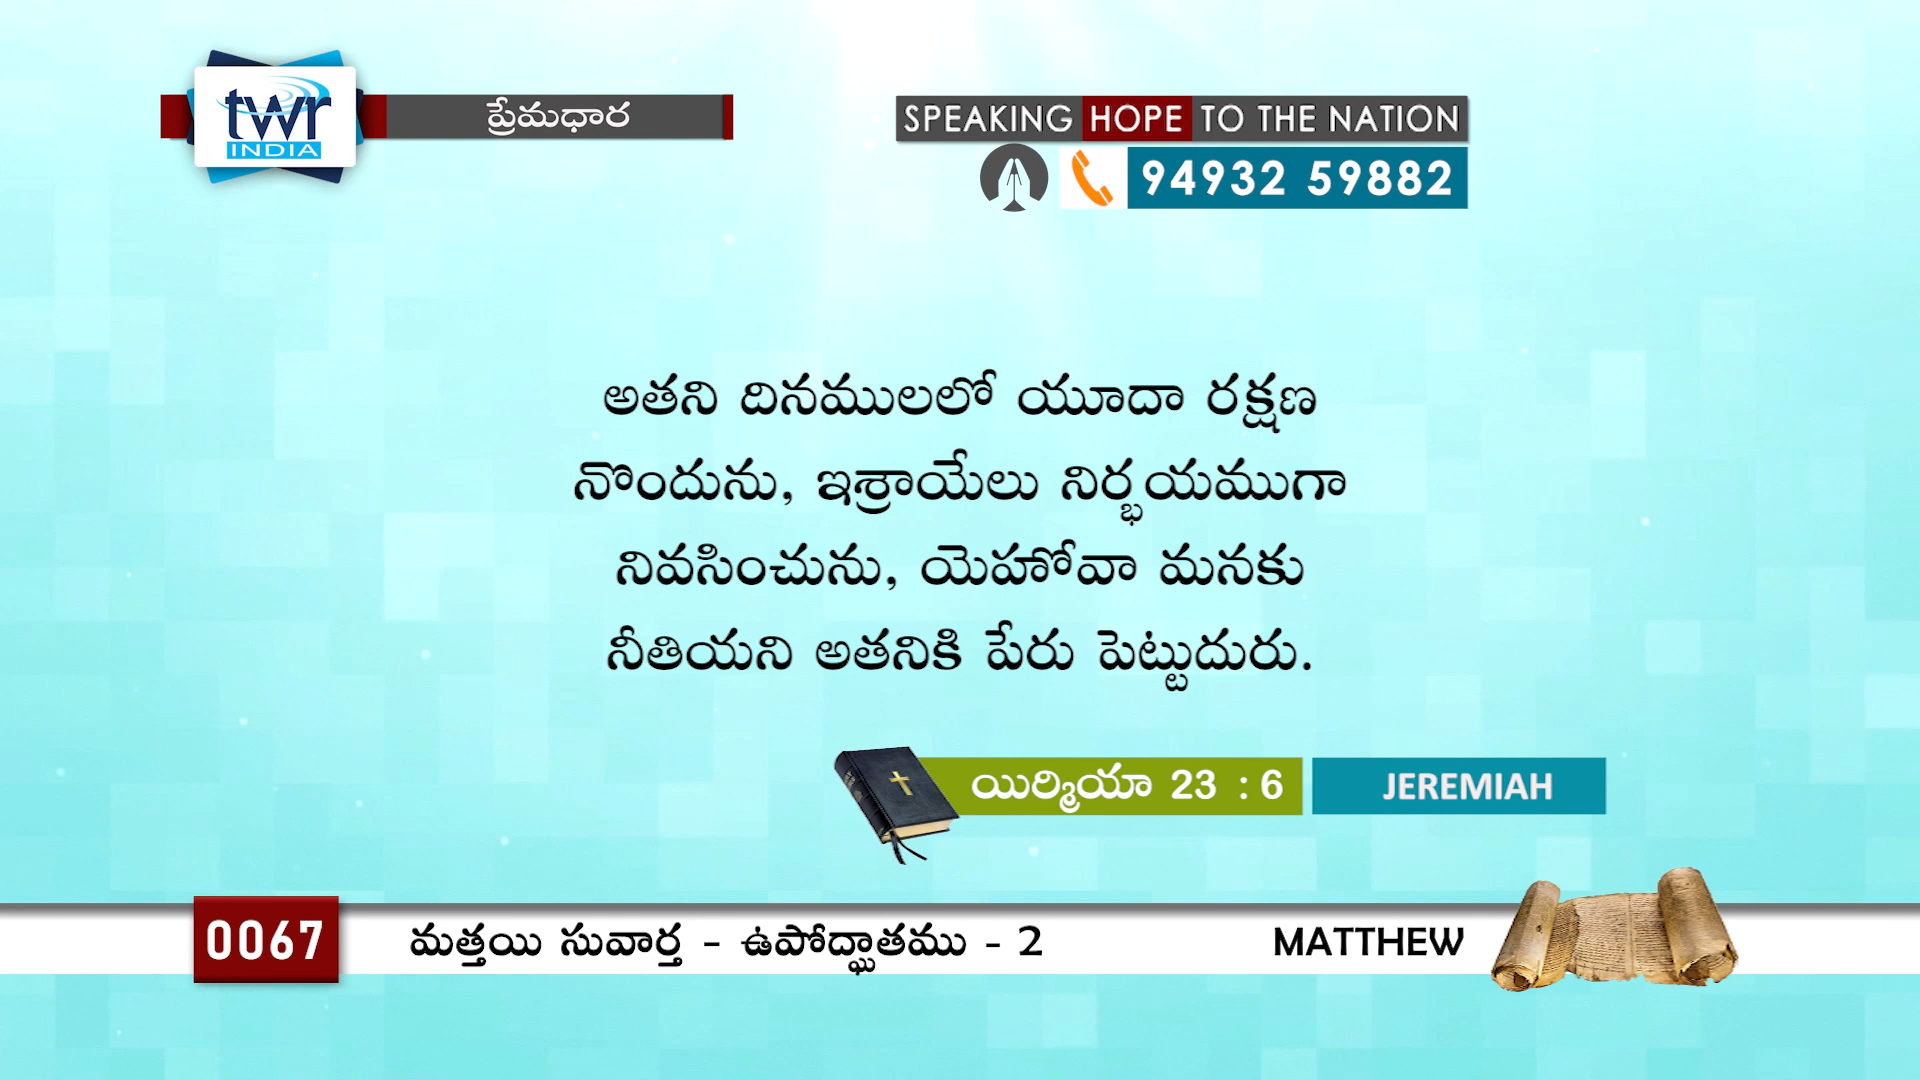 twr
INDIA
ప్రేమధార
SPEAKING HOPE TO THE NATION
94932 59882
అతని దినములలో యూదా రక్షణ
నొందును, ఇశ్రాయేలు నిర్భయముగా
నివసించును, యెహోవా మనకు
నీతియని అతనికి పేరు పెట్టుదురు.
యిర్మియా 23 : 6 JEREMIAH
0067 మత్తయి సువార్త - ఉపోద్ఘాతము - 2 MATTHEW